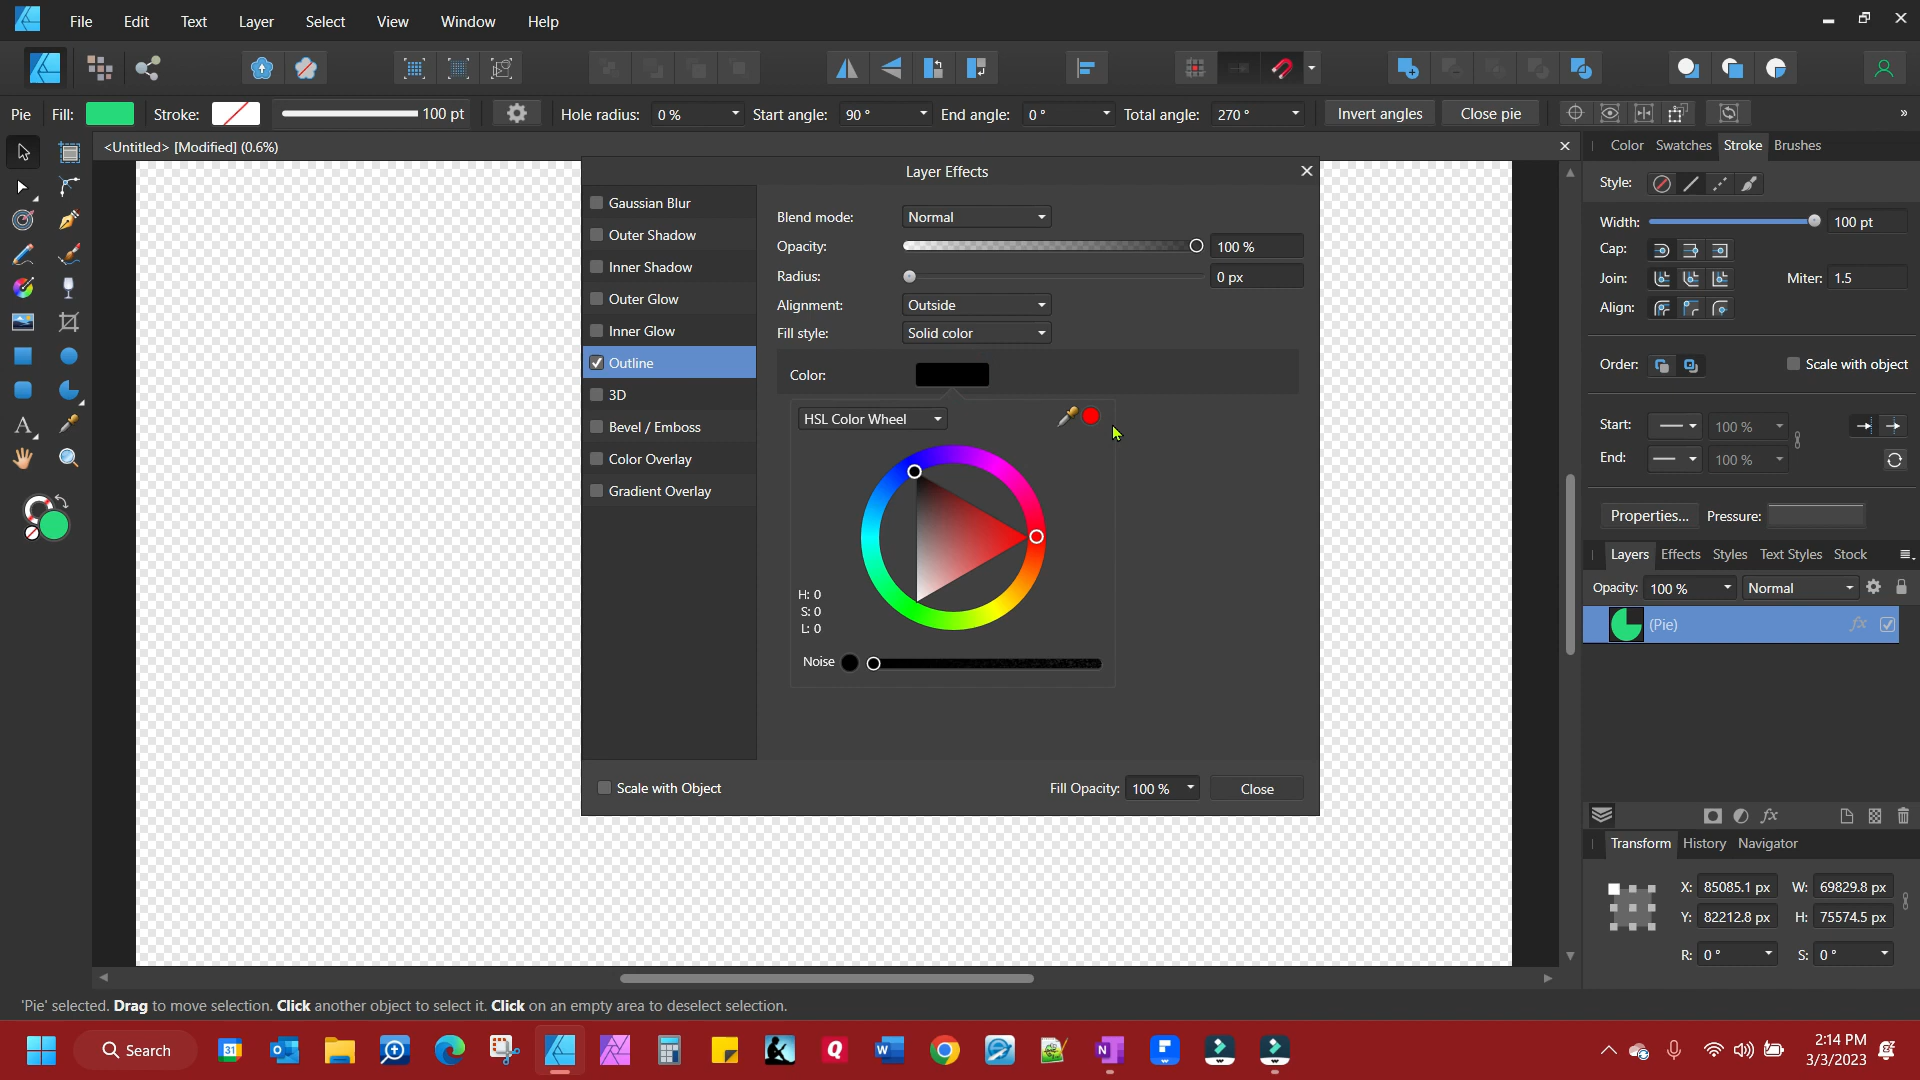 File Edit Text Layer Select View Window Help
Pie Fill: Stroke: 100 pt Hole radius: 0 % Start angle: 90 ° End angle: 0 ° Total angle: 270 ° Invert angles Close pie »
<Untitled> [Modified] (0.6%)
Color Swatches Stroke Brushes
Layer Effects
Style:
Gaussian Blur
Outer Shadow
Inner Shadow
Outer Glow
Inner Glow
Outline
3D
Bevel / Emboss
Color Overlay
Gradient Overlay
Blend mode: Normal
Opacity: 100 %
Radius: 0 px
Alignment: Outside
Fill style: Solid color
Color:
HSL Color Wheel
H: 0
S: 0
L: 0
Noise
Scale with Object
Fill Opacity: 100 % Close
Width: 100 pt
Cap:
Join: Miter: 1.5
Align:
Order: Scale with object
Start: 100 %
End: 100 %
Properties... Pressure:
Layers Effects Styles Text Styles Stock
Opacity: 100 % Normal
(Pie) fx
fx
Transform History Navigator
X: 85085.1 px W: 69829.8 px
Y: 82212.8 px H: 75574.5 px
R: 0 ° S: 0 °
'Pie' selected. Drag to move selection. Click another object to select it. Click on an empty area to deselect selection.
Search
31
2:14 PM
3/3/2023